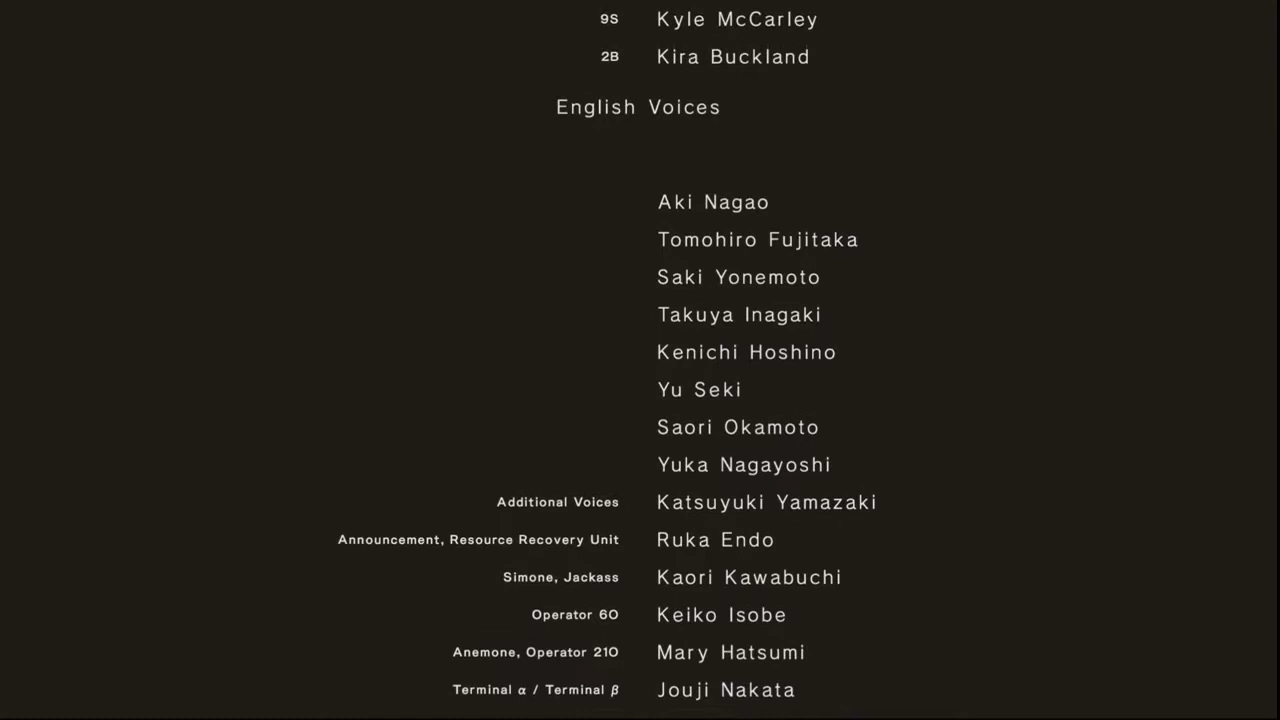 9S Kyle McCarley
2B Kira Buckland
English Voices
Aki Nagao
Tomohiro Fujitaka
Saki Yonemoto
Takuya Inagaki
Kenichi Hoshino
Yu Seki
Saori Okamoto
Yuka Nagayoshi
Additional Voices Katsuyuki Yamazaki
Announcement, Resource Recovery Unit Ruka Endo
Simone, Jackass Kaori Kawabuchi
Operator 6O Keiko Isobe
Anemone, Operator 21O Mary Hatsumi
Terminal α / Terminal β Jouji Nakata